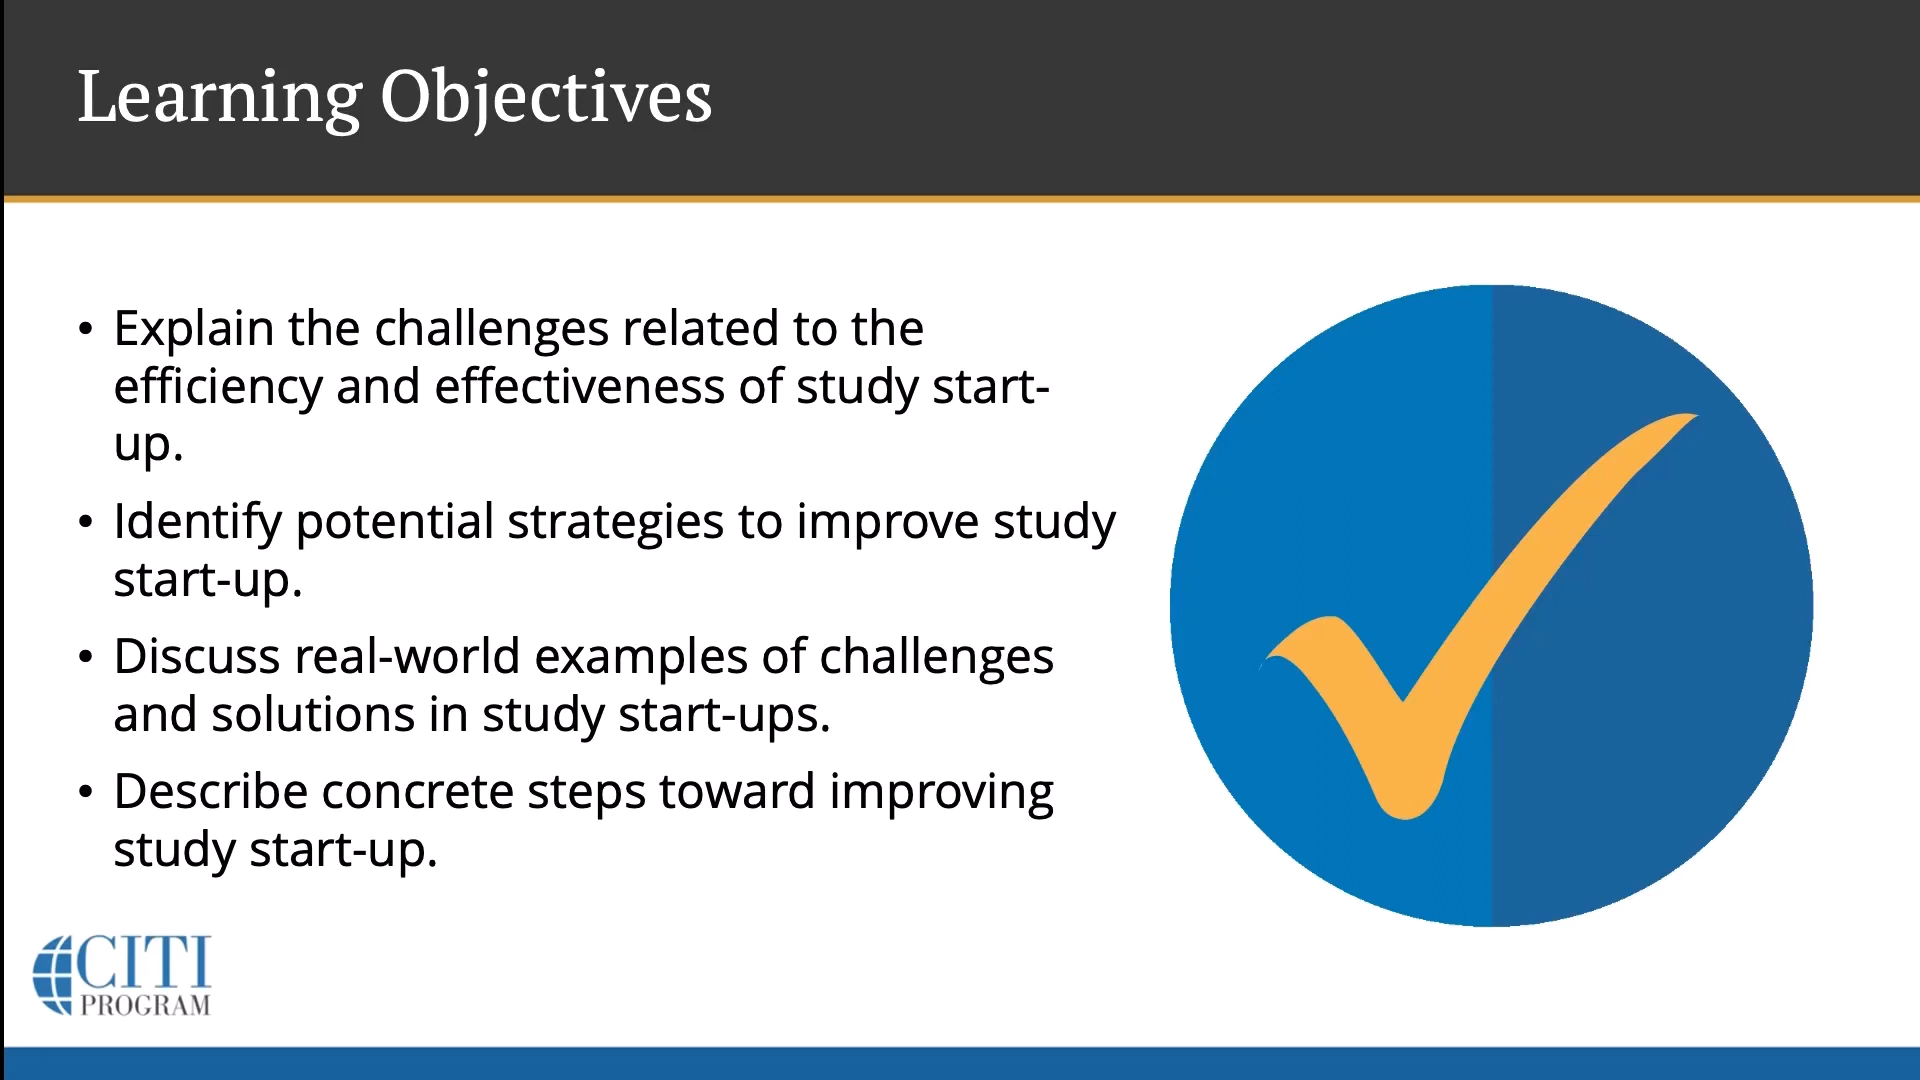 Learning Objectives
• Explain the challenges related to the
efficiency and effectiveness of study start-
up.
• Identify potential strategies to improve study
start-up.
• Discuss real-world examples of challenges
and solutions in study start-ups.
• Describe concrete steps toward improving
study start-up.
CITI
PROGRAM